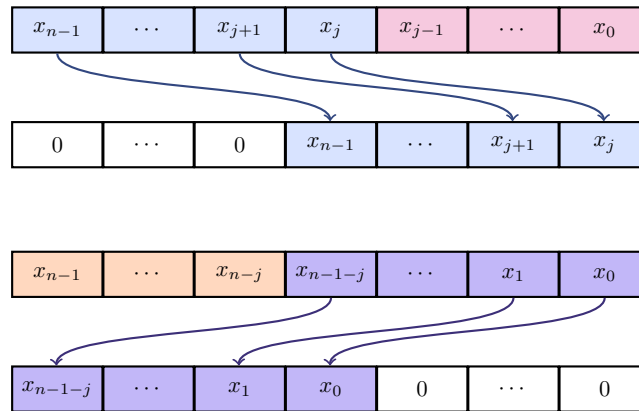 x_{n-1} ⋯ x_{j+1} x_j x_{j-1} ⋯ x_0
0 ⋯ 0 x_{n-1} ⋯ x_{j+1} x_j
x_{n-1} ⋯ x_{n-j} x_{n-1-j} ⋯ x_1 x_0
x_{n-1-j} ⋯ x_1 x_0 0 ⋯ 0